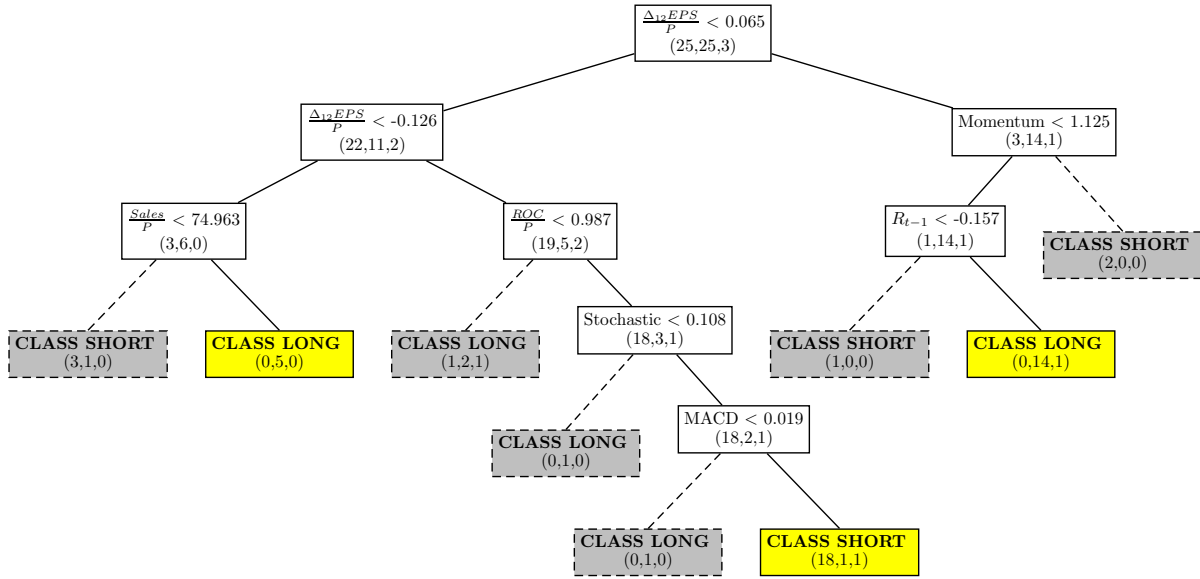 Δ₁₂EPS/P < 0.065
(25,25,3)
Δ₁₂EPS/P < -0.126
(22,11,2)
Momentum < 1.125
(3,14,1)
Sales/P < 74.963
(3,6,0)
ROC/P < 0.987
(19,5,2)
Rₜ₋₁ < -0.157
(1,14,1)
CLASS SHORT
(2,0,0)
Stochastic < 0.108
(18,3,1)
CLASS SHORT
(3,1,0)
CLASS LONG
(0,5,0)
CLASS LONG
(1,2,1)
CLASS SHORT
(1,0,0)
CLASS LONG
(0,14,1)
MACD < 0.019
(18,2,1)
CLASS LONG
(0,1,0)
CLASS LONG
(0,1,0)
CLASS SHORT
(18,1,1)